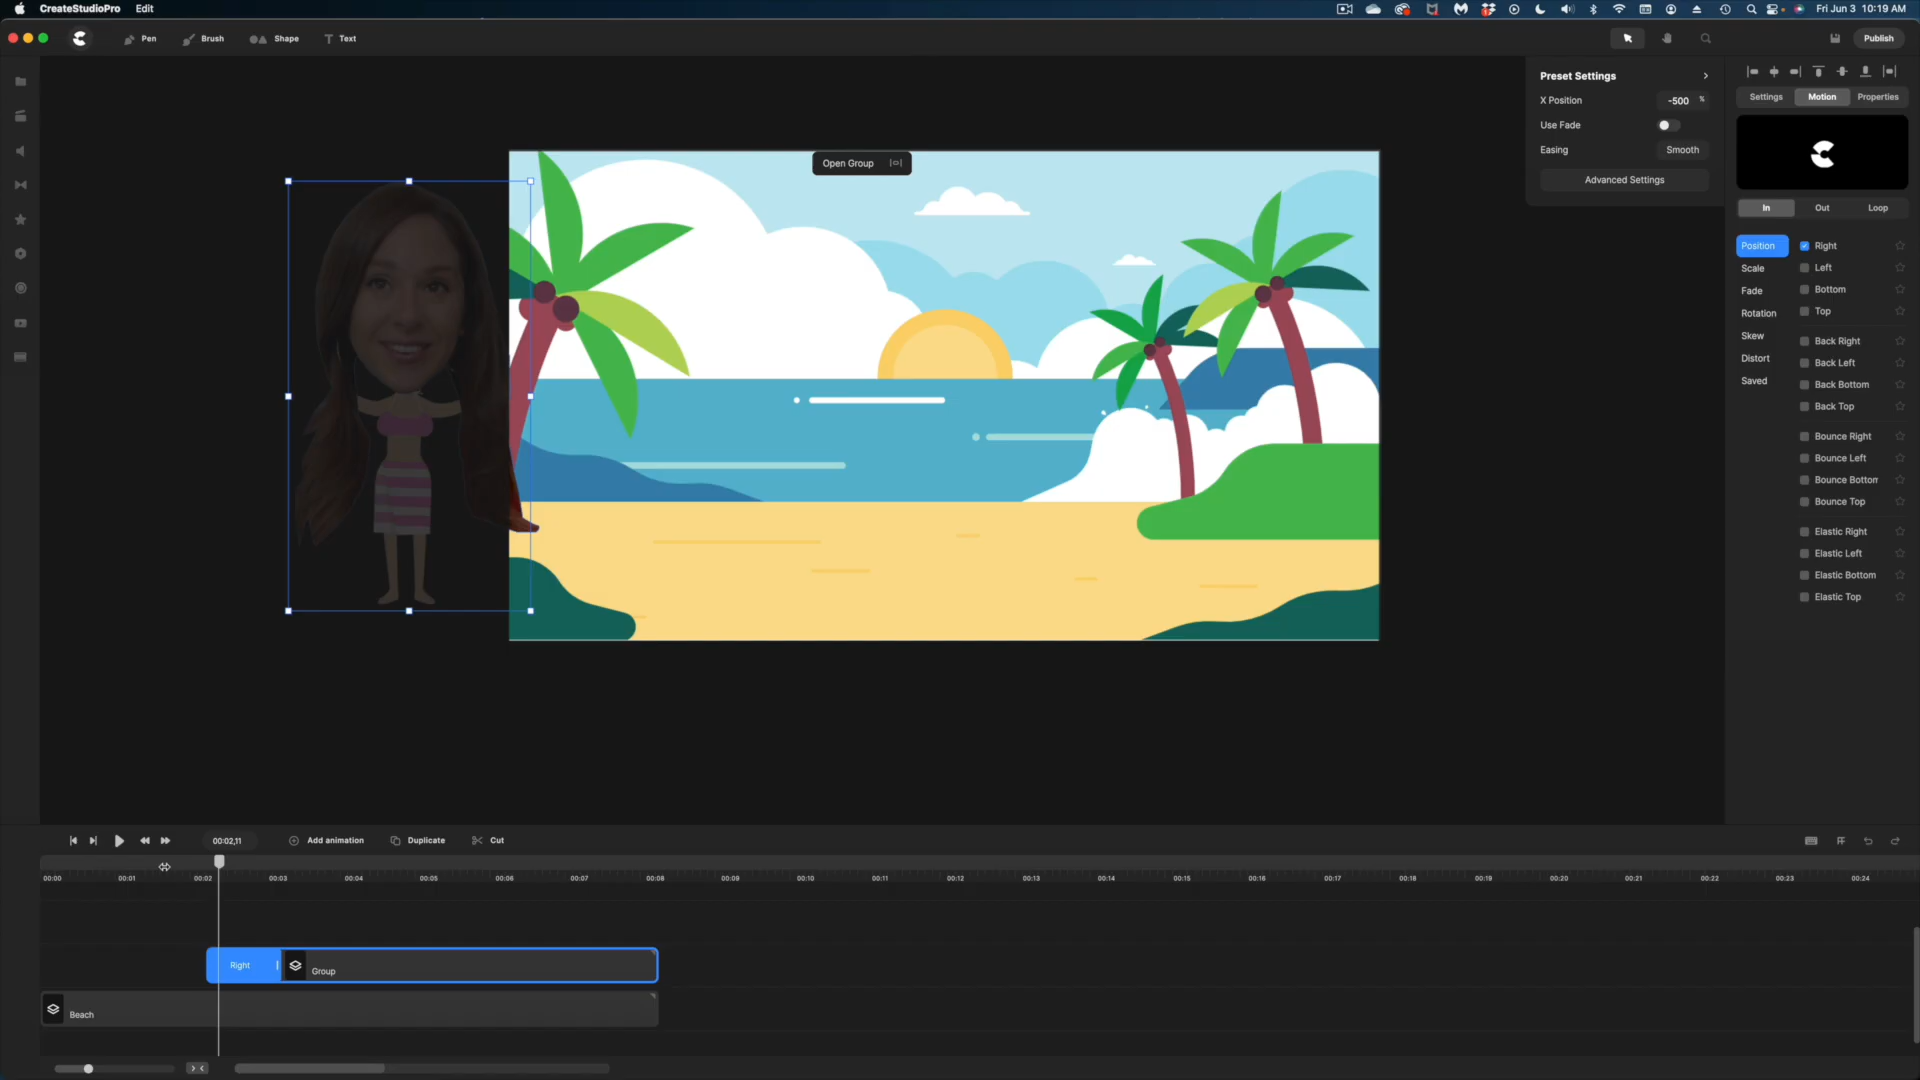 CreateStudioPro Edit
Fri Jun 3 10:19 AM
Pen Brush Shape Text
Publish
Preset Settings
X Position -500 %
Use Fade
Easing Smooth
Advanced Settings
Settings Motion Properties
In Out Loop
Position
Scale
Fade
Rotation
Skew
Distort
Saved
Right
Left
Bottom
Top
Back Right
Back Left
Back Bottom
Back Top
Bounce Right
Bounce Left
Bounce Bottom
Bounce Top
Elastic Right
Elastic Left
Elastic Bottom
Elastic Top
Open Group
00:02,11 Add animation Duplicate Cut
00:00 00:01 00:02 00:03 00:04 00:05 00:06 00:07 00:08 00:09 00:10 00:11 00:12 00:13 00:14 00:15 00:16 00:17 00:18 00:19 00:20 00:21 00:22 00:23 00:24
Right Group
Beach